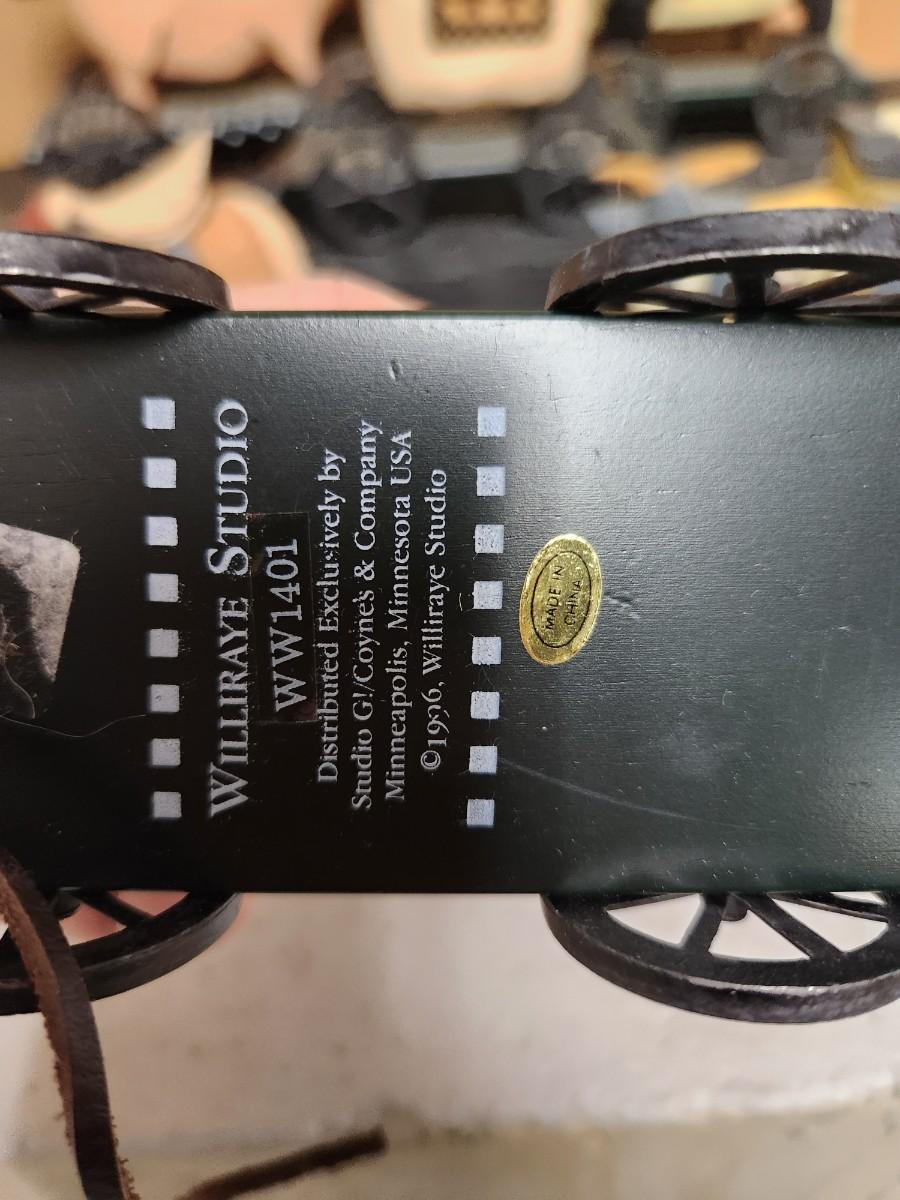 WILLIRAYE STUDIO
WW1401
Distributed Exclusively by
Studio G!/Coyne's & Company
Minneapolis, Minnesota USA
©1996, Williraye Studio
MADE IN
CHINA